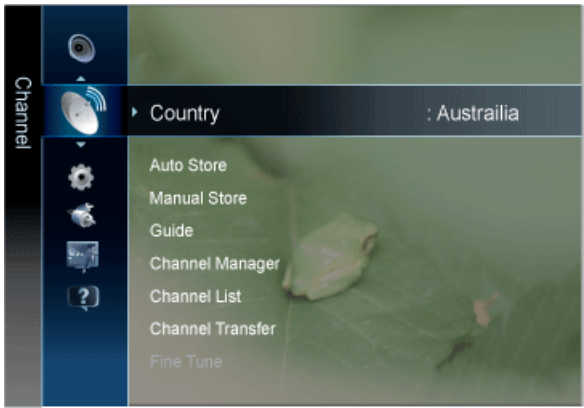 Channel
Country : Austrailia
Auto Store
Manual Store
Guide
Channel Manager
Channel List
Channel Transfer
Fine Tune
?